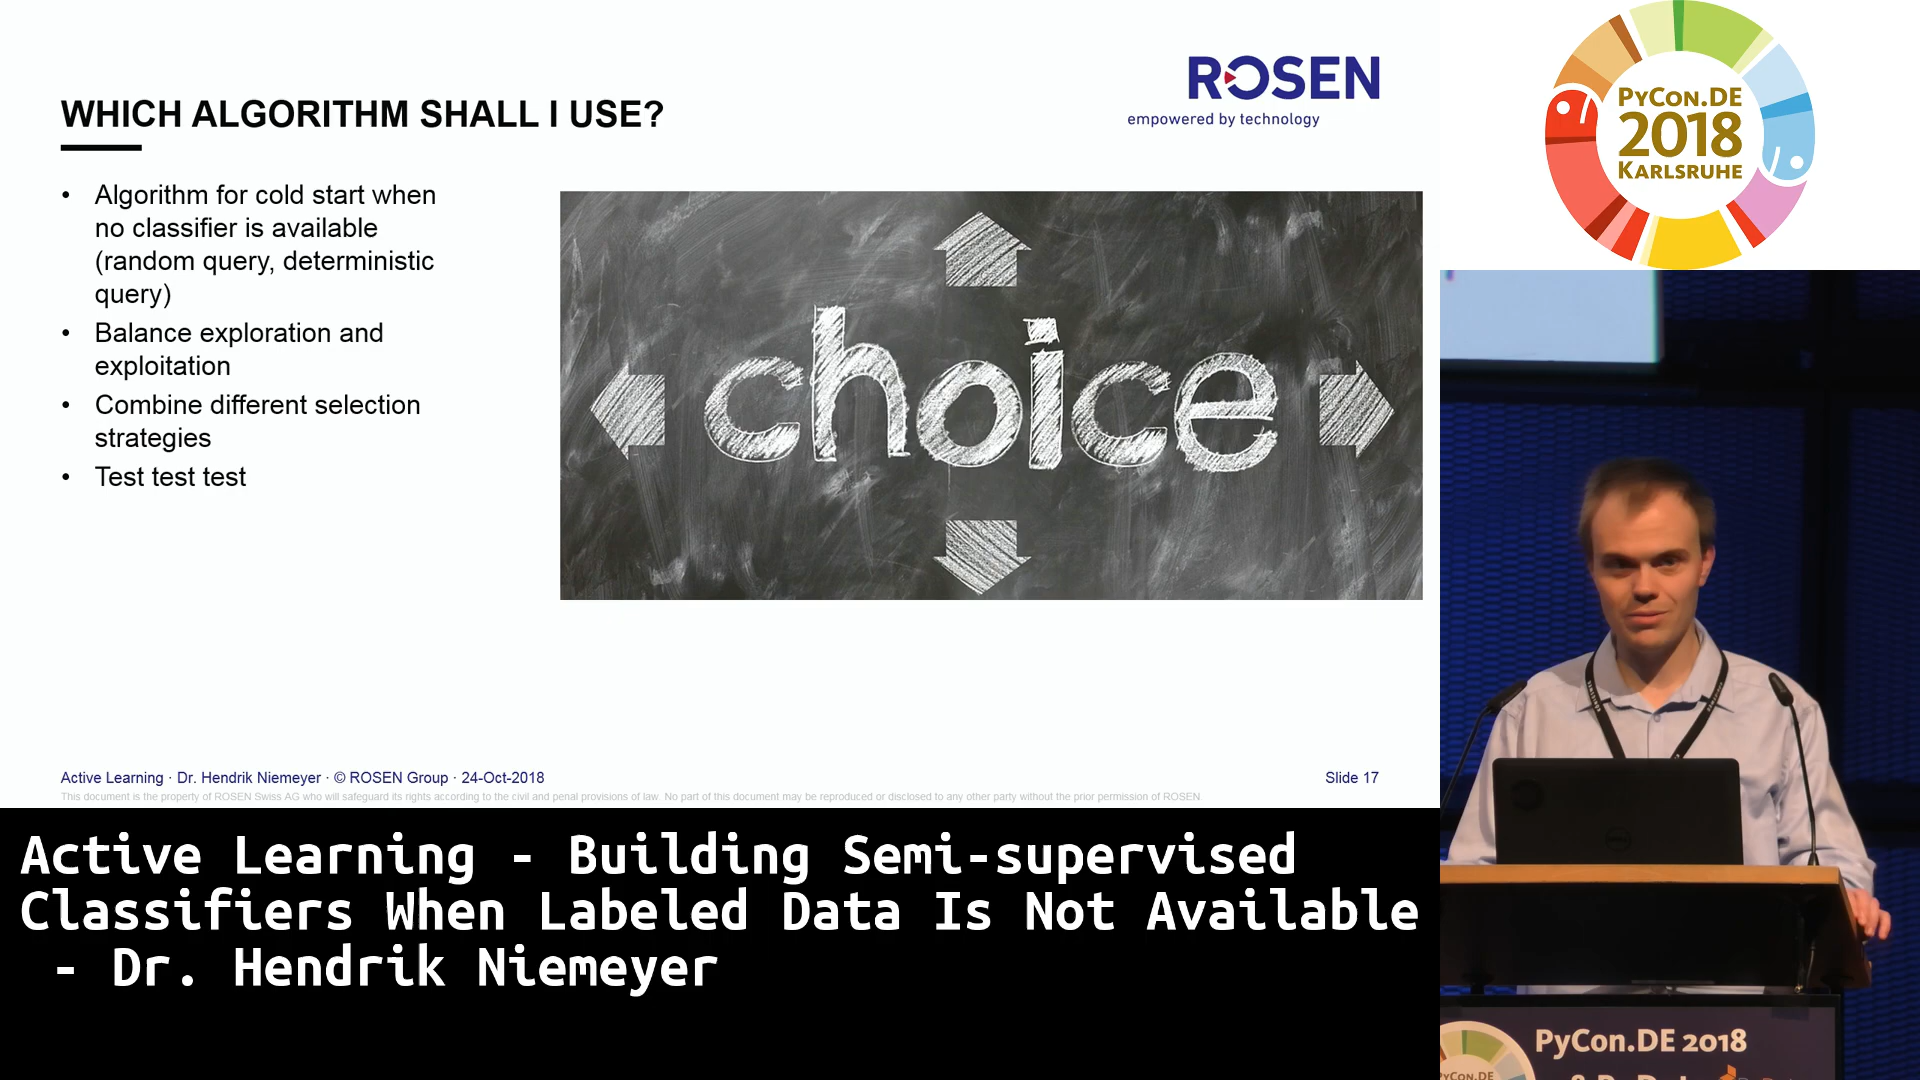 WHICH ALGORITHM SHALL I USE?
ROSEN
empowered by technology
• Algorithm for cold start when
no classifier is available
(random query, deterministic
query)
• Balance exploration and
exploitation
• Combine different selection
strategies
• Test test test
choice
Active Learning · Dr. Hendrik Niemeyer · © ROSEN Group · 24-Oct-2018
Slide 17
This document is the property of ROSEN Swiss AG who will safeguard its rights according to the civil and penal provisions of law. No part of this document may be reproduced or disclosed to any other party without the prior permission of ROSEN
PYCON.DE
2018
KARLSRUHE
Active Learning - Building Semi-supervised
Classifiers When Labeled Data Is Not Available
- Dr. Hendrik Niemeyer
PyCon.DE 2018
PYCON.DE